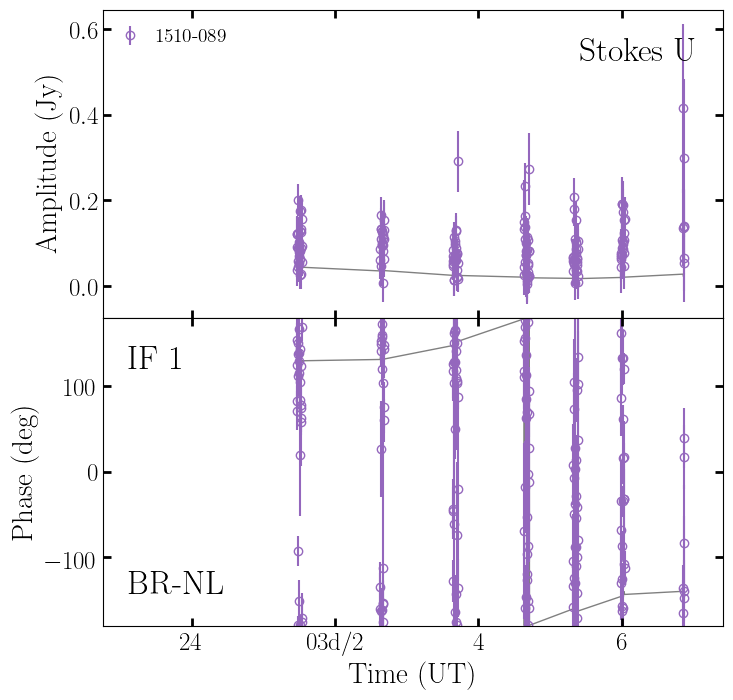 0.6
1510-089
Stokes U
0.4
Amplitude (Jy)
0.2
0.0
IF 1
100
Phase (deg)
0
−100
BR-NL
24
03d/2
4
6
Time (UT)